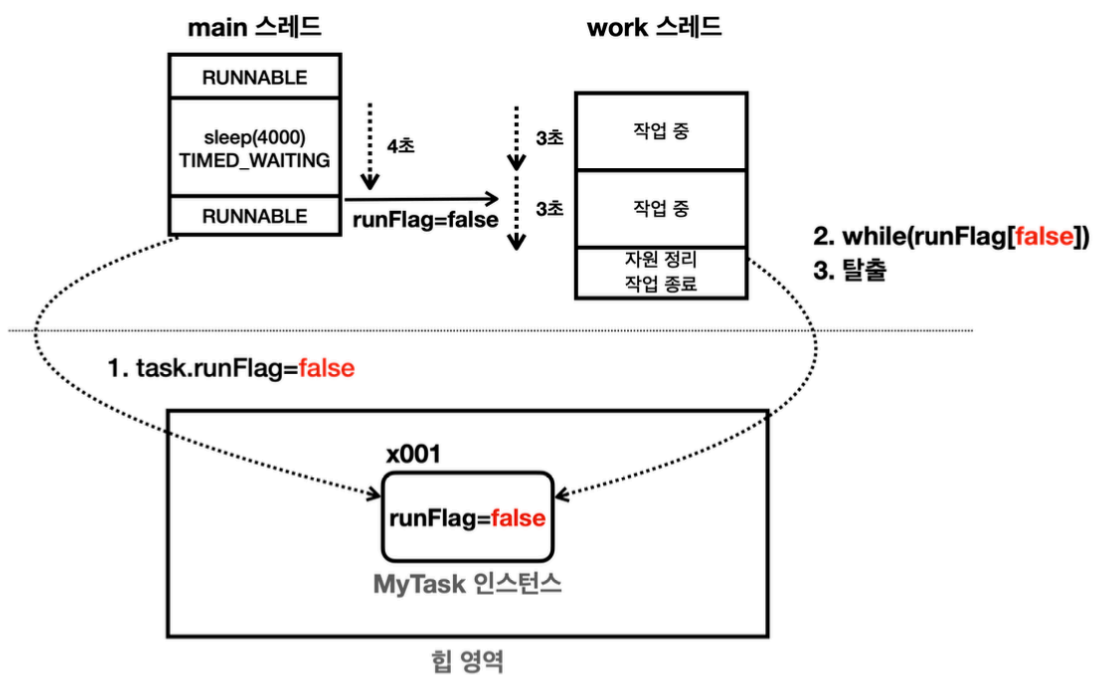 main 스레드
work 스레드
RUNNABLE
sleep(4000)
TIMED_WAITING
RUNNABLE
4초
runFlag=false
3초
3초
작업 중
작업 중
자원 정리
작업 종료
2. while(runFlag[false])
3. 탈출
1. task.runFlag=false
x001
runFlag=false
MyTask 인스턴스
힙 영역